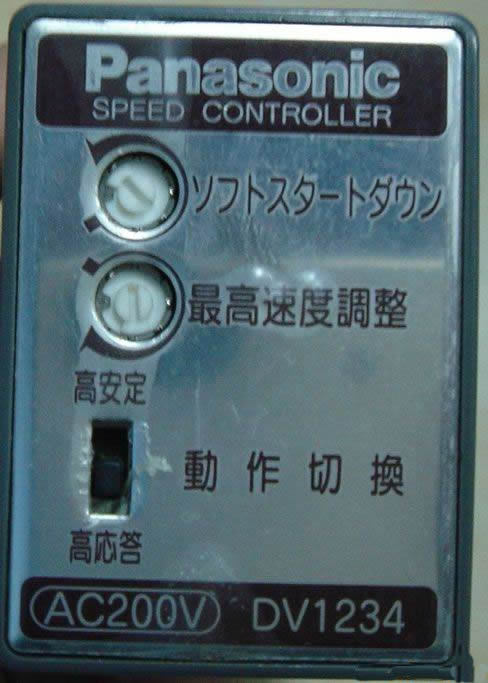 Panasonic
SPEED CONTROLLER
ソフトスタートダウン
最高速度調整
高安定
動作切換
高応答
AC200V DV1234